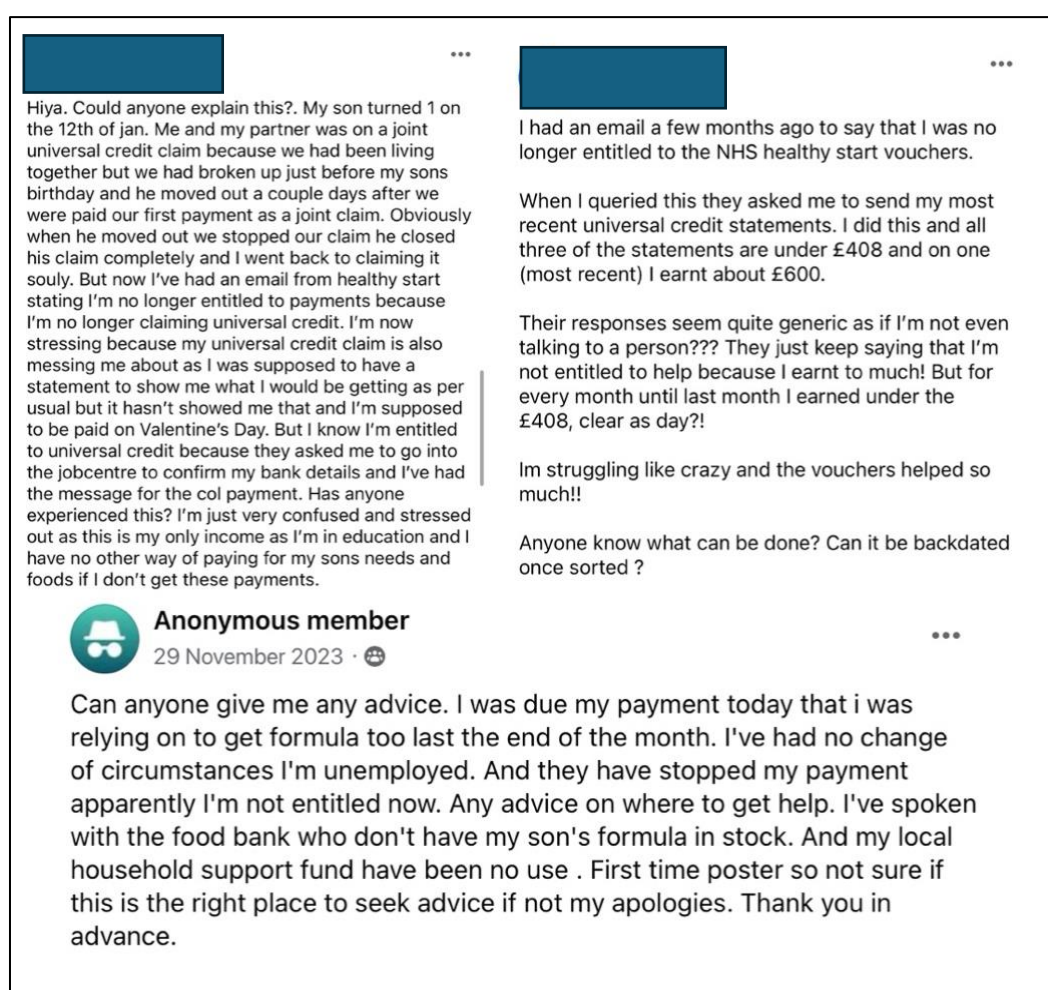 Hiya. Could anyone explain this?. My son turned 1 on
the 12th of jan. Me and my partner was on a joint
universal credit claim because we had been living
together but we had broken up just before my sons
birthday and he moved out a couple days after we
were paid our first payment as a joint claim. Obviously
when he moved out we stopped our claim he closed
his claim completely and I went back to claiming it
souly. But now I've had an email from healthy start
stating I'm no longer entitled to payments because
I'm no longer claiming universal credit. I'm now
stressing because my universal credit claim is also
messing me about as I was supposed to have a
statement to show me what I would be getting as per
usual but it hasn't showed me that and I'm supposed
to be paid on Valentine's Day. But I know I'm entitled
to universal credit because they asked me to go into
the jobcentre to confirm my bank details and I've had
the message for the col payment. Has anyone
experienced this? I'm just very confused and stressed
out as this is my only income as I'm in education and I
have no other way of paying for my sons needs and
foods if I don't get these payments.
I had an email a few months ago to say that I was no
longer entitled to the NHS healthy start vouchers.
When I queried this they asked me to send my most
recent universal credit statements. I did this and all
three of the statements are under £408 and on one
(most recent) I earnt about £600.
Their responses seem quite generic as if I'm not even
talking to a person??? They just keep saying that I'm
not entitled to help because I earnt to much! But for
every month until last month I earned under the
£408, clear as day?!
Im struggling like crazy and the vouchers helped so
much!!
Anyone know what can be done? Can it be backdated
once sorted ?
Anonymous member
29 November 2023 ·
Can anyone give me any advice. I was due my payment today that i was
relying on to get formula too last the end of the month. I've had no change
of circumstances I'm unemployed. And they have stopped my payment
apparently I'm not entitled now. Any advice on where to get help. I've spoken
with the food bank who don't have my son's formula in stock. And my local
household support fund have been no use . First time poster so not sure if
this is the right place to seek advice if not my apologies. Thank you in
advance.